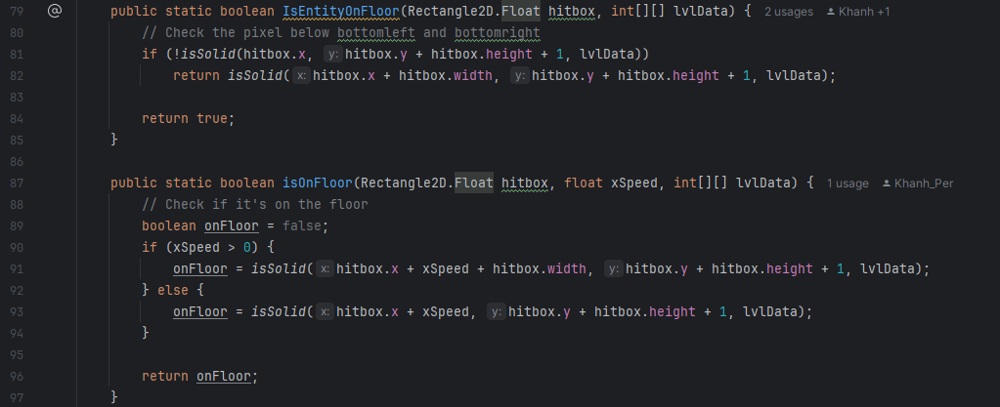 79 @ public static boolean IsEntityOnFloor(Rectangle2D.Float hitbox, int[][] lvlData) { 2 usages Khanh +1
80 // Check the pixel below bottomleft and bottomright
81 if (!isSolid(hitbox.x, y: hitbox.y + hitbox.height + 1, lvlData))
82 return isSolid( x: hitbox.x + hitbox.width, y: hitbox.y + hitbox.height + 1, lvlData);
83
84 return true;
85 }
86
87 public static boolean isOnFloor(Rectangle2D.Float hitbox, float xSpeed, int[][] lvlData) { 1 usage Khanh_Per
88 // Check if it's on the floor
89 boolean onFloor = false;
90 if (xSpeed > 0) {
91 onFloor = isSolid( x: hitbox.x + xSpeed + hitbox.width, y: hitbox.y + hitbox.height + 1, lvlData);
92 } else {
93 onFloor = isSolid( x: hitbox.x + xSpeed, y: hitbox.y + hitbox.height + 1, lvlData);
94 }
95
96 return onFloor;
97 }